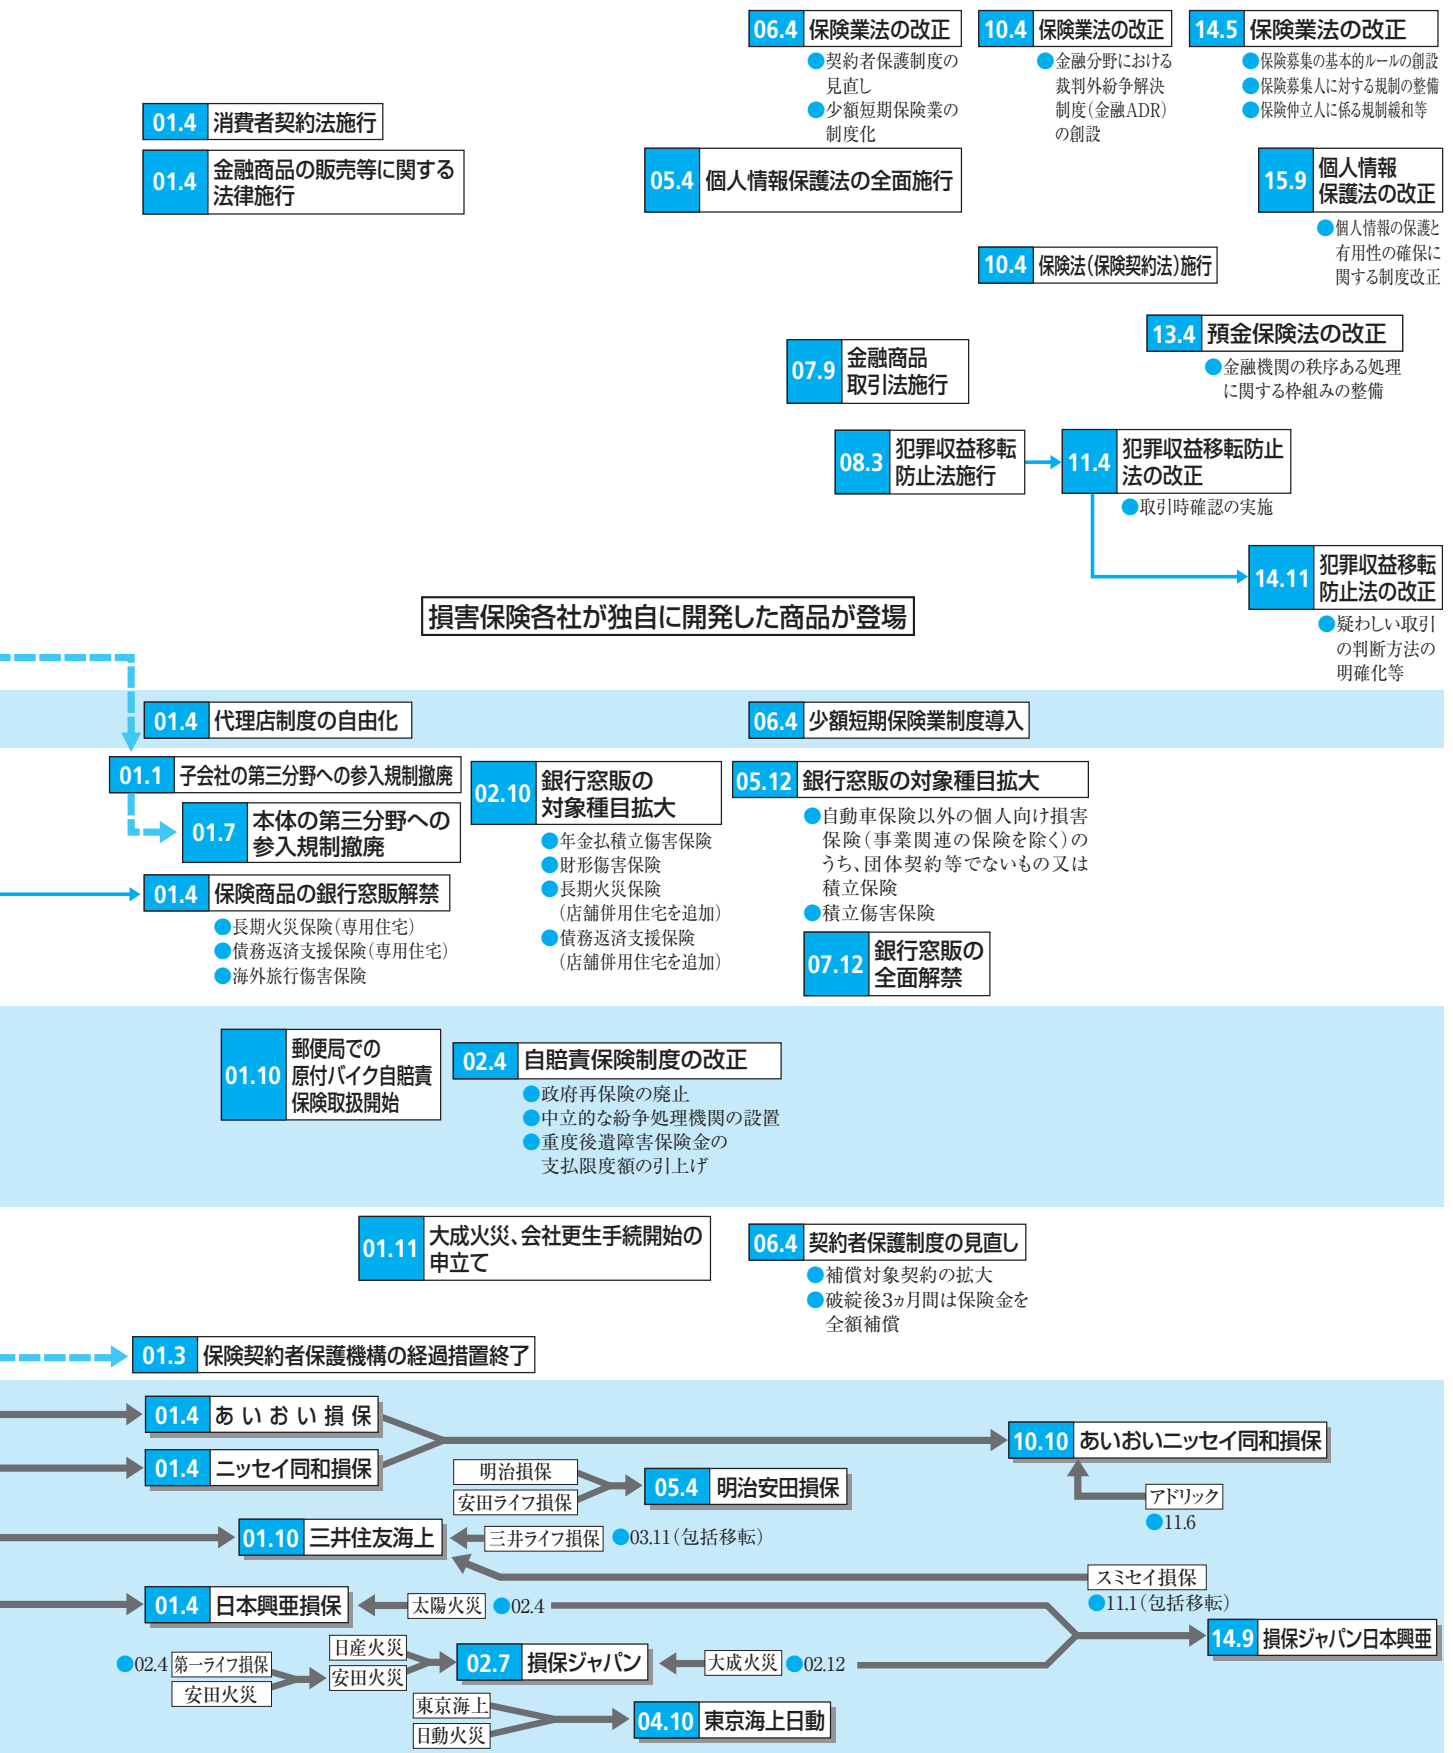 06.4 保険業法の改正
●契約者保護制度の
見直し
●少額短期保険業の
制度化
10.4 保険業法の改正
●金融分野における
裁判外紛争解決
制度（金融ADR）
の創設
14.5 保険業法の改正
●保険募集の基本的ルールの創設
●保険募集人に対する規制の整備
●保険仲立人に係る規制緩和等
01.4 消費者契約法施行
01.4 金融商品の販売等に関する
法律施行
05.4 個人情報保護法の全面施行
15.9 個人情報
保護法の改正
●個人情報の保護と
有用性の確保に
関する制度改正
10.4 保険法（保険契約法）施行
13.4 預金保険法の改正
●金融機関の秩序ある処理
に関する枠組みの整備
07.9 金融商品
取引法施行
08.3 犯罪収益移転
防止法施行
11.4 犯罪収益移転防止
法の改正
●取引時確認の実施
14.11 犯罪収益移転
防止法の改正
●疑わしい取引
の判断方法の
明確化等
損害保険各社が独自に開発した商品が登場
01.4 代理店制度の自由化
06.4 少額短期保険業制度導入
01.1 子会社の第三分野への参入規制撤廃
01.7 本体の第三分野への
参入規制撤廃
01.4 保険商品の銀行窓販解禁
●長期火災保険（専用住宅）
●債務返済支援保険（専用住宅）
●海外旅行傷害保険
02.10 銀行窓販の
対象種目拡大
●年金払積立傷害保険
●財形傷害保険
●長期火災保険
（店舗併用住宅を追加）
●債務返済支援保険
（店舗併用住宅を追加）
05.12 銀行窓販の対象種目拡大
●自動車保険以外の個人向け損害
保険（事業関連の保険を除く）の
うち、団体契約等でないもの又は
積立保険
●積立傷害保険
07.12 銀行窓販の
全面解禁
01.10 郵便局での
原付バイク自賠責
保険取扱開始
02.4 自賠責保険制度の改正
●政府再保険の廃止
●中立的な紛争処理機関の設置
●重度後遺障害保険金の
支払限度額の引上げ
01.11 大成火災、会社更生手続開始の
申立て
06.4 契約者保護制度の見直し
●補償対象契約の拡大
●破綻後3ヵ月間は保険金を
全額補償
01.3 保険契約者保護機構の経過措置終了
01.4 あいおい損保
01.4 ニッセイ同和損保
10.10 あいおいニッセイ同和損保
明治損保
安田ライフ損保
05.4 明治安田損保
アドリック
●11.6
01.10 三井住友海上
三井ライフ損保 ●03.11（包括移転）
スミセイ損保
●11.1（包括移転）
01.4 日本興亜損保
太陽火災 ●02.4
14.9 損保ジャパン日本興亜
●02.4 第一ライフ損保
安田火災
日産火災
安田火災
02.7 損保ジャパン
大成火災 ●02.12
東京海上
日動火災
04.10 東京海上日動